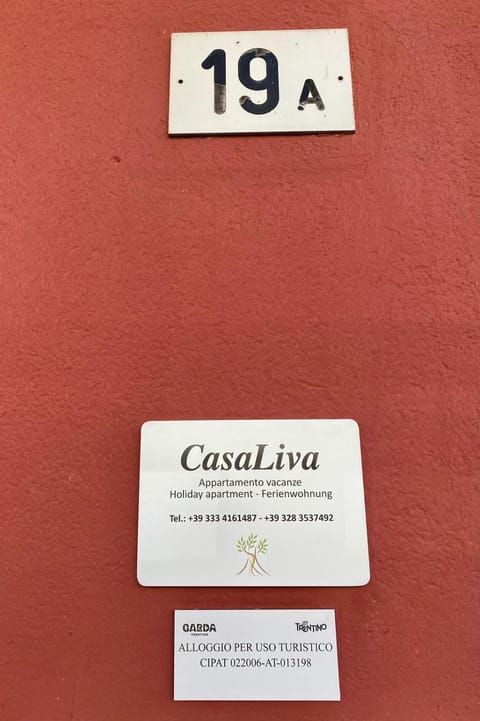 19 A
CasaLiva
Appartamento vacanze
Holiday apartment - Ferienwohnung
Tel.: +39 333 4161487 - +39 328 3537492
GARDA TRENTINO
TRENTINO
ALLOGGIO PER USO TURISTICO
CIPAT 022006-AT-013198